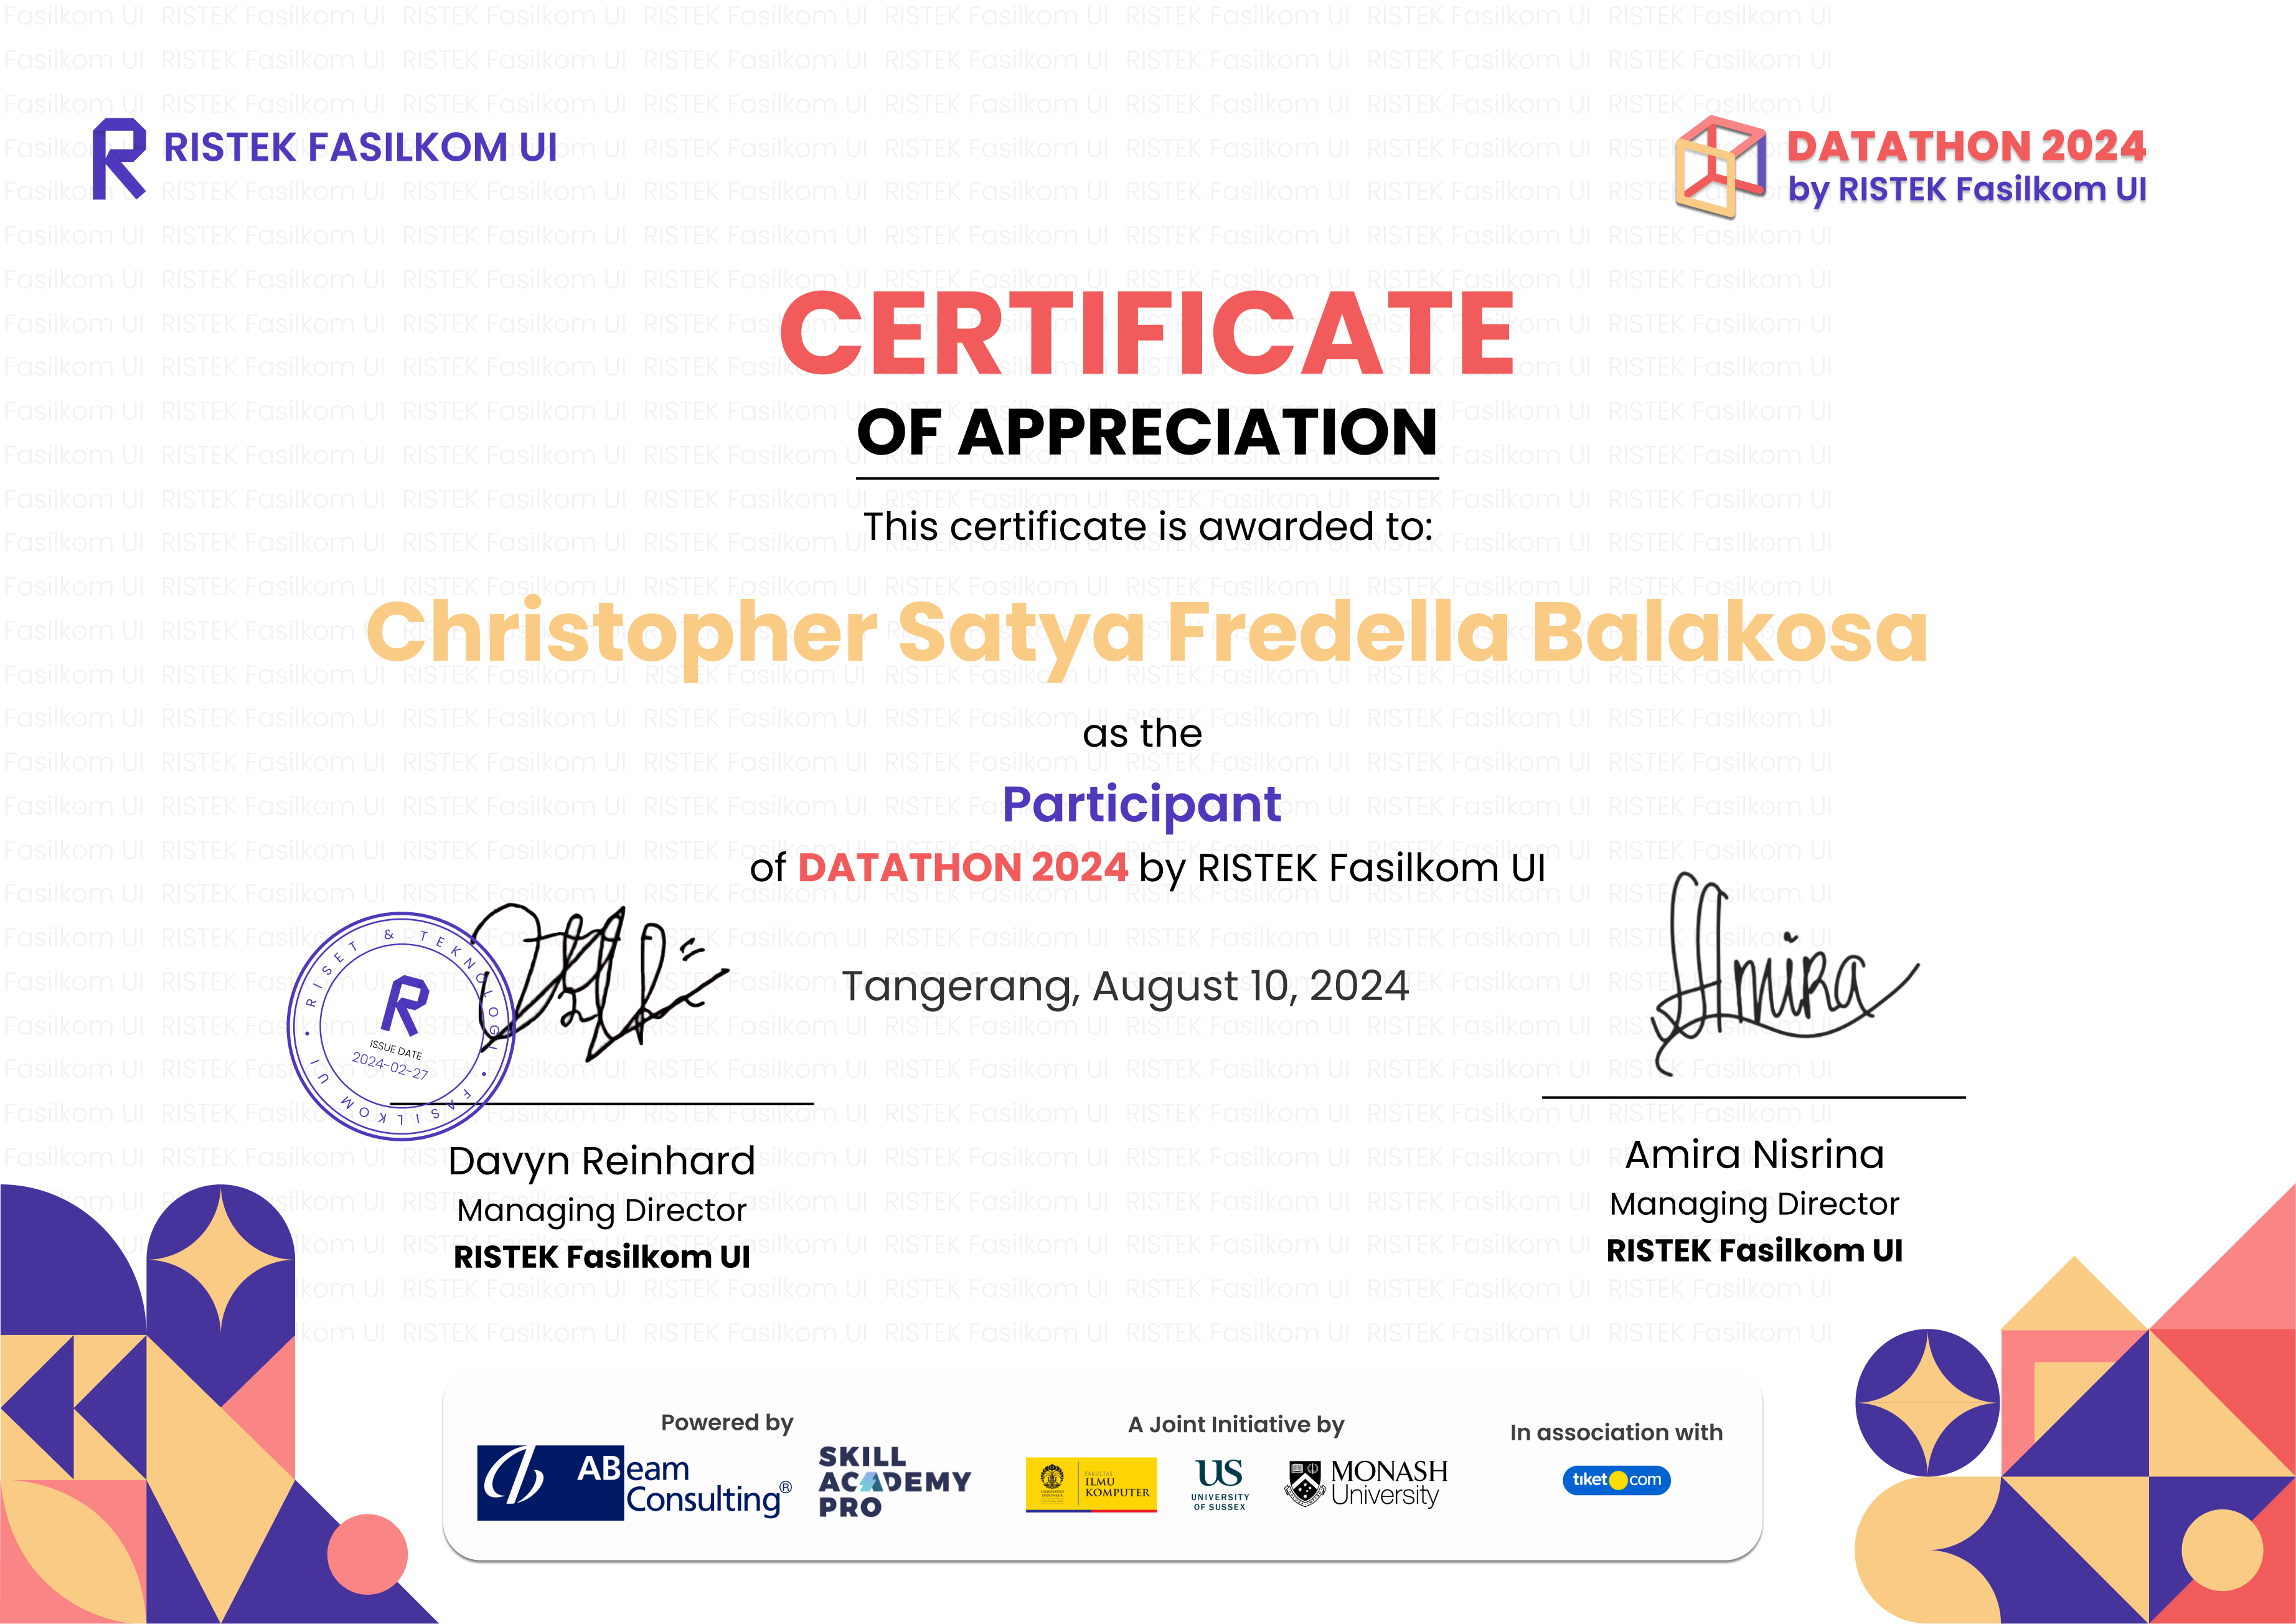 RISTEK FASILKOM UI
DATATHON 2024
by RISTEK Fasilkom UI
CERTIFICATE
OF APPRECIATION
This certificate is awarded to:
Christopher Satya Fredella Balakosa
as the
Participant
of DATATHON 2024 by RISTEK Fasilkom UI
Tangerang, August 10, 2024
• RISET & TEKNOLOGI • FASILKOM UI
ISSUE DATE
2024-02-27
Amira
Davyn Reinhard
Managing Director
RISTEK Fasilkom UI
Amira Nisrina
Managing Director
RISTEK Fasilkom UI
Powered by
ABeam Consulting®
SKILL ACADEMY PRO
A Joint Initiative by
FAKULTAS
ILMU
KOMPUTER
US
UNIVERSITY
OF SUSSEX
MONASH
University
In association with
tiket com